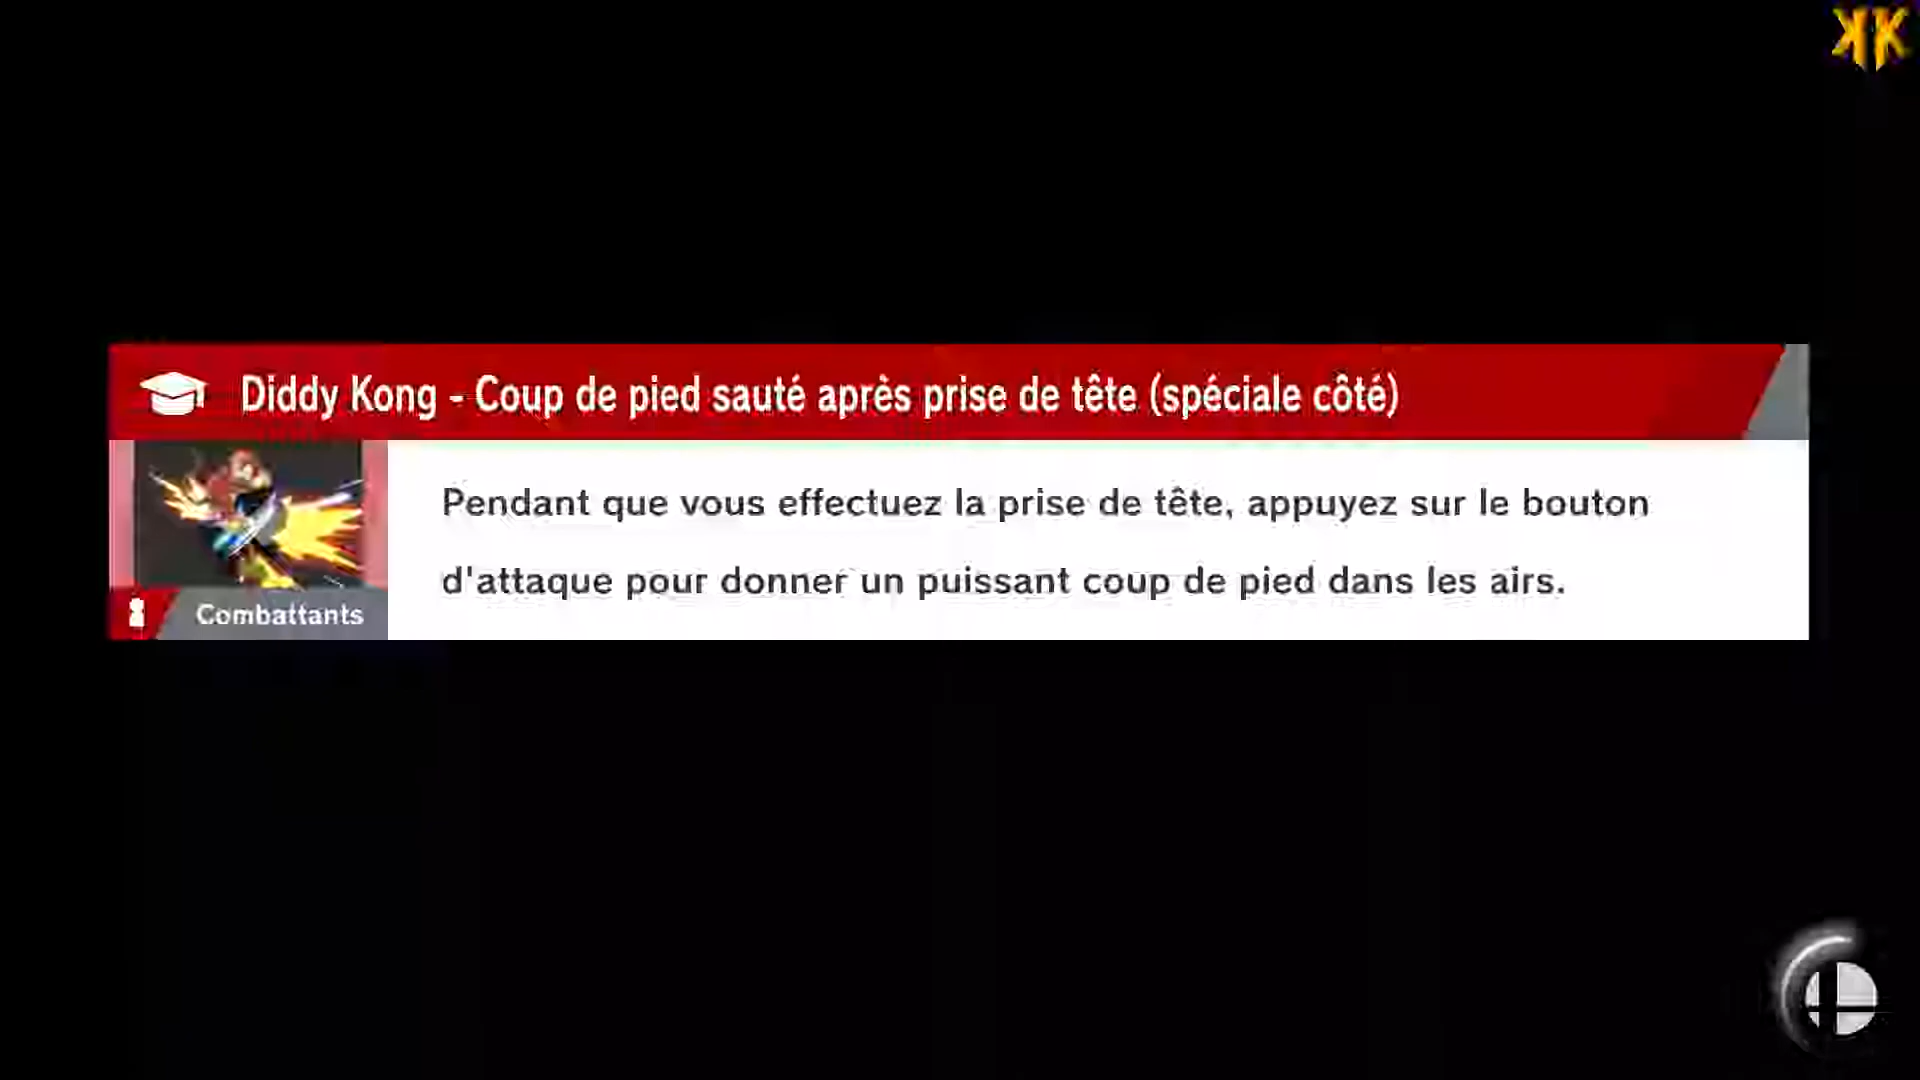 KK
Diddy Kong - Coup de pied sauté après prise de tête (spéciale côté)
Pendant que vous effectuez la prise de tête, appuyez sur le bouton
d'attaque pour donner un puissant coup de pied dans les airs.
Combattants